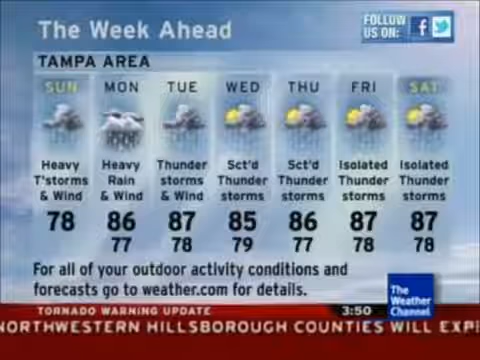 The Week Ahead
FOLLOW
US ON:
TAMPA AREA
SUN MON TUE WED THU FRI SAT
Heavy Heavy Thunder Sct'd Sct'd Isolated Isolated
T'storms Rain storms Thunder Thunder Thunder Thunder
& Wind & Wind & Wind storms storms storms storms
78 86 87 85 86 87 87
77 78 79 77 78 78
For all of your outdoor activity conditions and
forecasts go to weather.com for details.
The
Weather
Channel
TORNADO WARNING UPDATE 3:50
NORTHWESTERN HILLSBOROUGH COUNTIES WILL EXPI